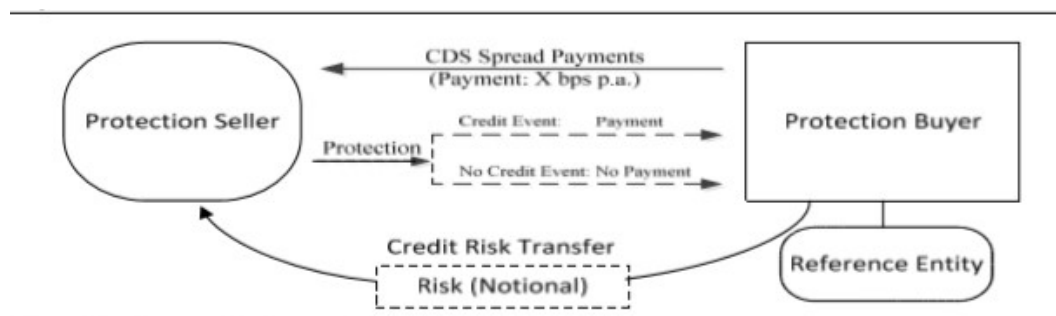 CDS Spread Payments
(Payment: X bps p.a.)
Protection Seller
Credit Event: Payment
Protection Buyer
Protection
No Credit Event: No Payment
Credit Risk Transfer
Risk (Notional)
Reference Entity